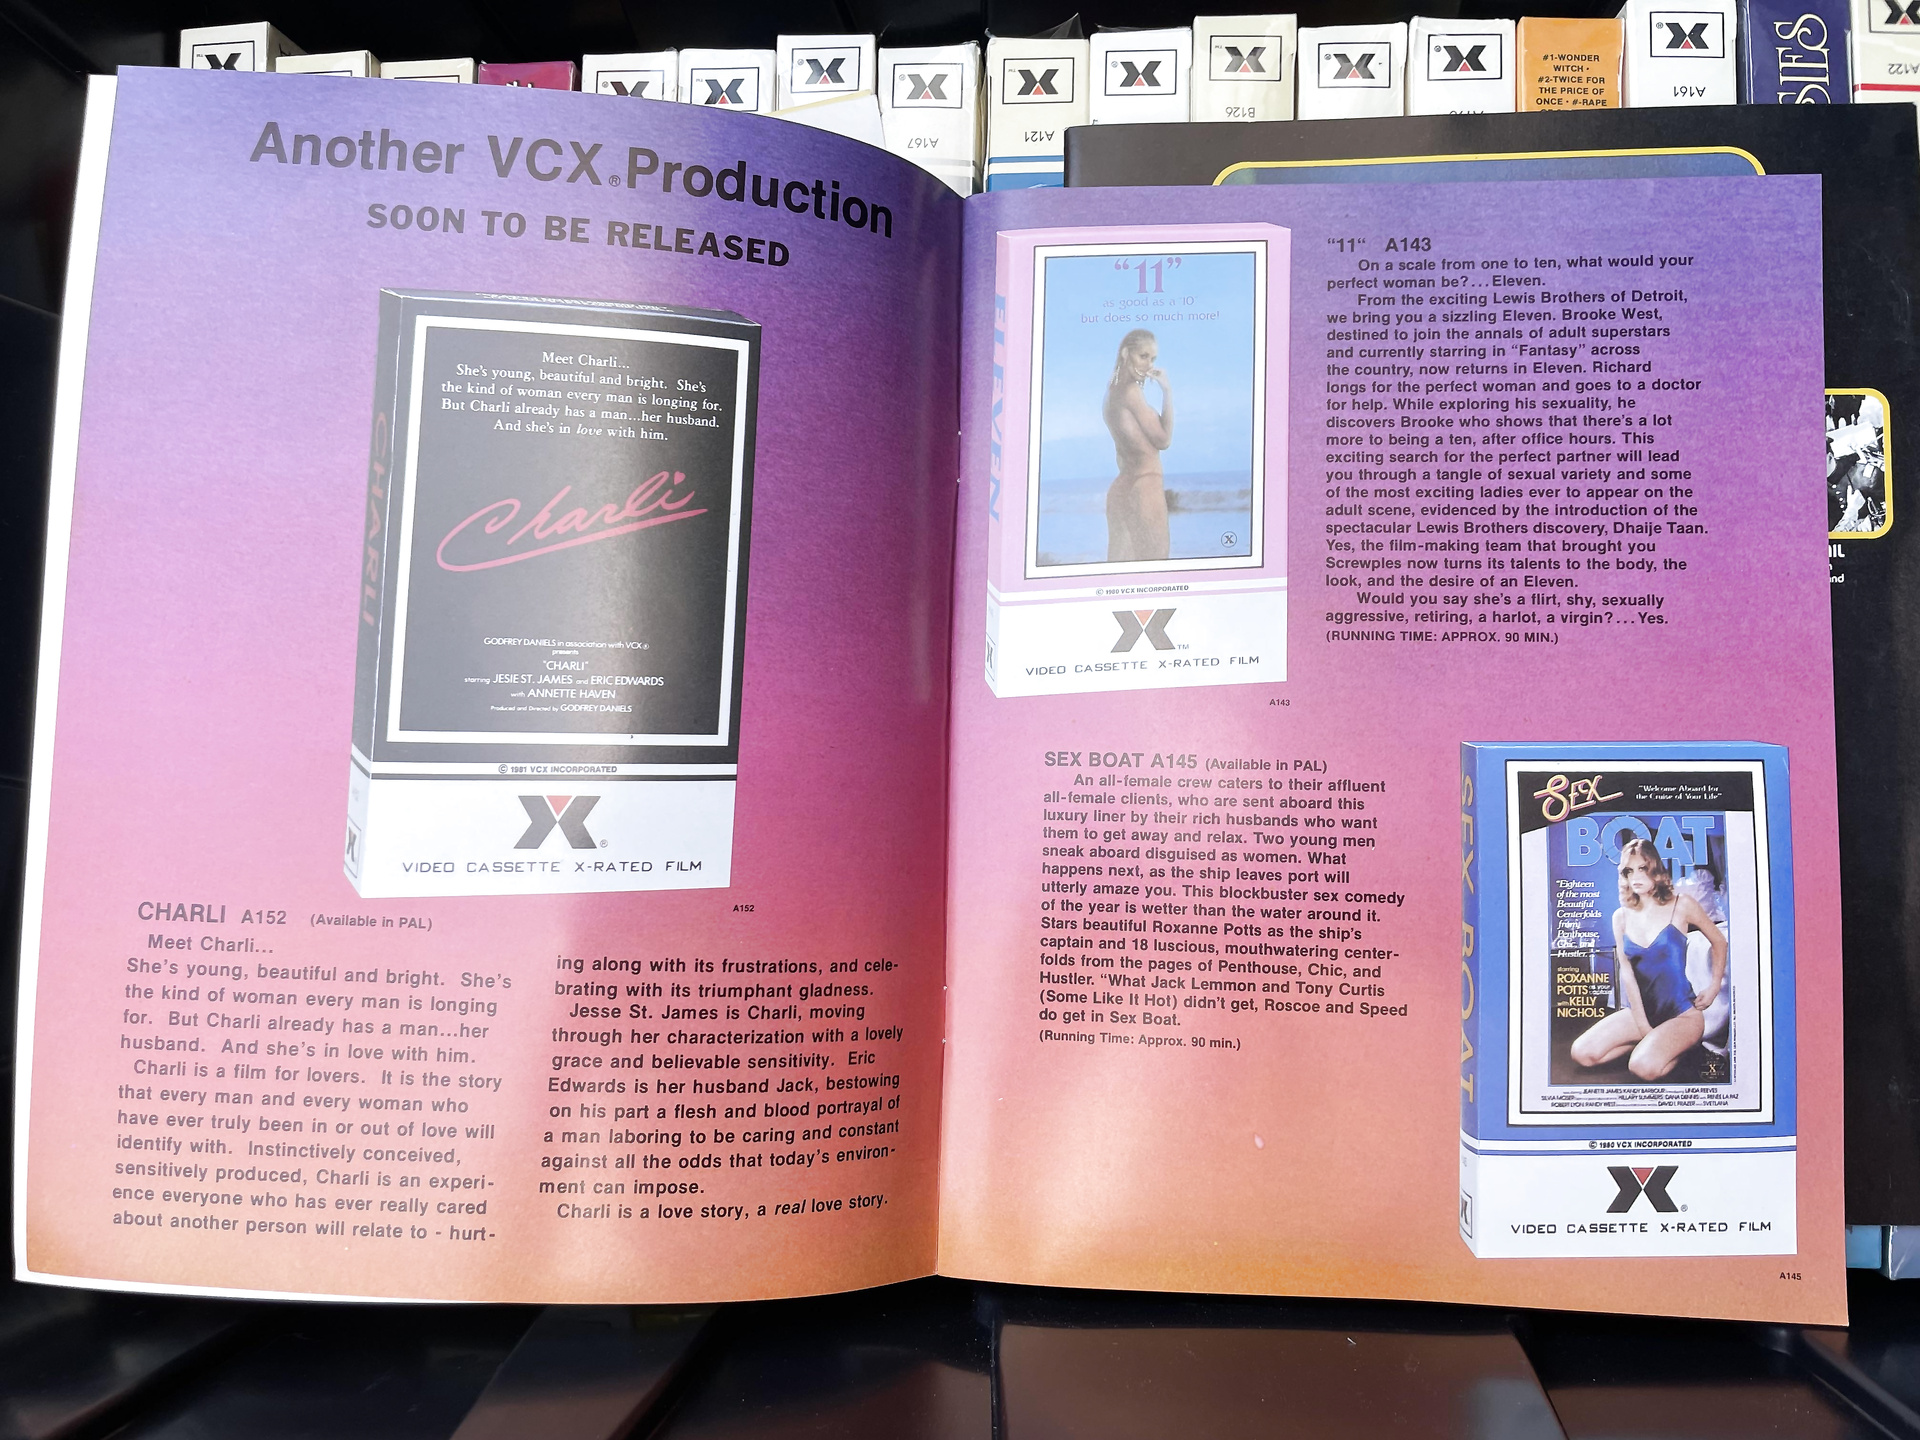 Another VCX® Production
SOON TO BE RELEASED
Meet Charli...
She's young, beautiful and bright. She's
the kind of woman every man is longing for.
But Charli already has a man...her husband.
And she's in love with him.
Charli
GODFREY DANIELS in association with VCX®
presents
"CHARLI"
starring JESIE ST. JAMES and ERIC EDWARDS
with ANNETTE HAVEN
Produced and Directed by GODFREY DANIELS
© 1981 VCX INCORPORATED
X®
VIDEO CASSETTE X-RATED FILM
CHARLI
A152
CHARLI A152 (Available in PAL)
Meet Charli...
She's young, beautiful and bright. She's
the kind of woman every man is longing
for. But Charli already has a man...her
husband. And she's in love with him.
Charli is a film for lovers. It is the story
that every man and every woman who
have ever truly been in or out of love will
identify with. Instinctively conceived,
sensitively produced, Charli is an experi-
ence everyone who has ever really cared
about another person will relate to - hurt-
ing along with its frustrations, and cele-
brating with its triumphant gladness.
Jesse St. James is Charli, moving
through her characterization with a lovely
grace and believable sensitivity. Eric
Edwards is her husband Jack, bestowing
on his part a flesh and blood portrayal of
a man laboring to be caring and constant
against all the odds that today's environ-
ment can impose.
Charli is a love story, a real love story.
"11"
as good as a '10'
but does so much more!
X
© 1980 VCX INCORPORATED
X™
VIDEO CASSETTE X-RATED FILM
ELEVEN
A143
"11" A143
On a scale from one to ten, what would your
perfect woman be?...Eleven.
From the exciting Lewis Brothers of Detroit,
we bring you a sizzling Eleven. Brooke West,
destined to join the annals of adult superstars
and currently starring in "Fantasy" across
the country, now returns in Eleven. Richard
longs for the perfect woman and goes to a doctor
for help. While exploring his sexuality, he
discovers Brooke who shows that there's a lot
more to being a ten, after office hours. This
exciting search for the perfect partner will lead
you through a tangle of sexual variety and some
of the most exciting ladies ever to appear on the
adult scene, evidenced by the introduction of the
spectacular Lewis Brothers discovery, Dhaije Taan.
Yes, the film-making team that brought you
Screwples now turns its talents to the body, the
look, and the desire of an Eleven.
Would you say she's a flirt, shy, sexually
aggressive, retiring, a harlot, a virgin?...Yes.
(RUNNING TIME: APPROX. 90 MIN.)
SEX BOAT A145 (Available in PAL)
An all-female crew caters to their affluent
all-female clients, who are sent aboard this
luxury liner by their rich husbands who want
them to get away and relax. Two young men
sneak aboard disguised as women. What
happens next, as the ship leaves port will
utterly amaze you. This blockbuster sex comedy
of the year is wetter than the water around it.
Stars beautiful Roxanne Potts as the ship's
captain and 18 luscious, mouthwatering center-
folds from the pages of Penthouse, Chic, and
Hustler. "What Jack Lemmon and Tony Curtis
(Some Like It Hot) didn't get, Roscoe and Speed
do get in Sex Boat.
(Running Time: Approx. 90 min.)
SEX BOAT
SEX
"Welcome Aboard for
the Cruise of Your Life"
BOAT
"Eighteen
of the most
Beautiful
Centerfolds
from
Penthouse,
Chic, and
Hustler.
starring
ROXANNE
POTTS as your captain
with KELLY
NICHOLS
© 1980 VCX INCORPORATED
X®
VIDEO CASSETTE X-RATED FILM
A145
A167
A121
B126
#1-WONDER
WITCH •
#2-TWICE FOR
THE PRICE OF
ONCE • #-RAPE
A161
A122